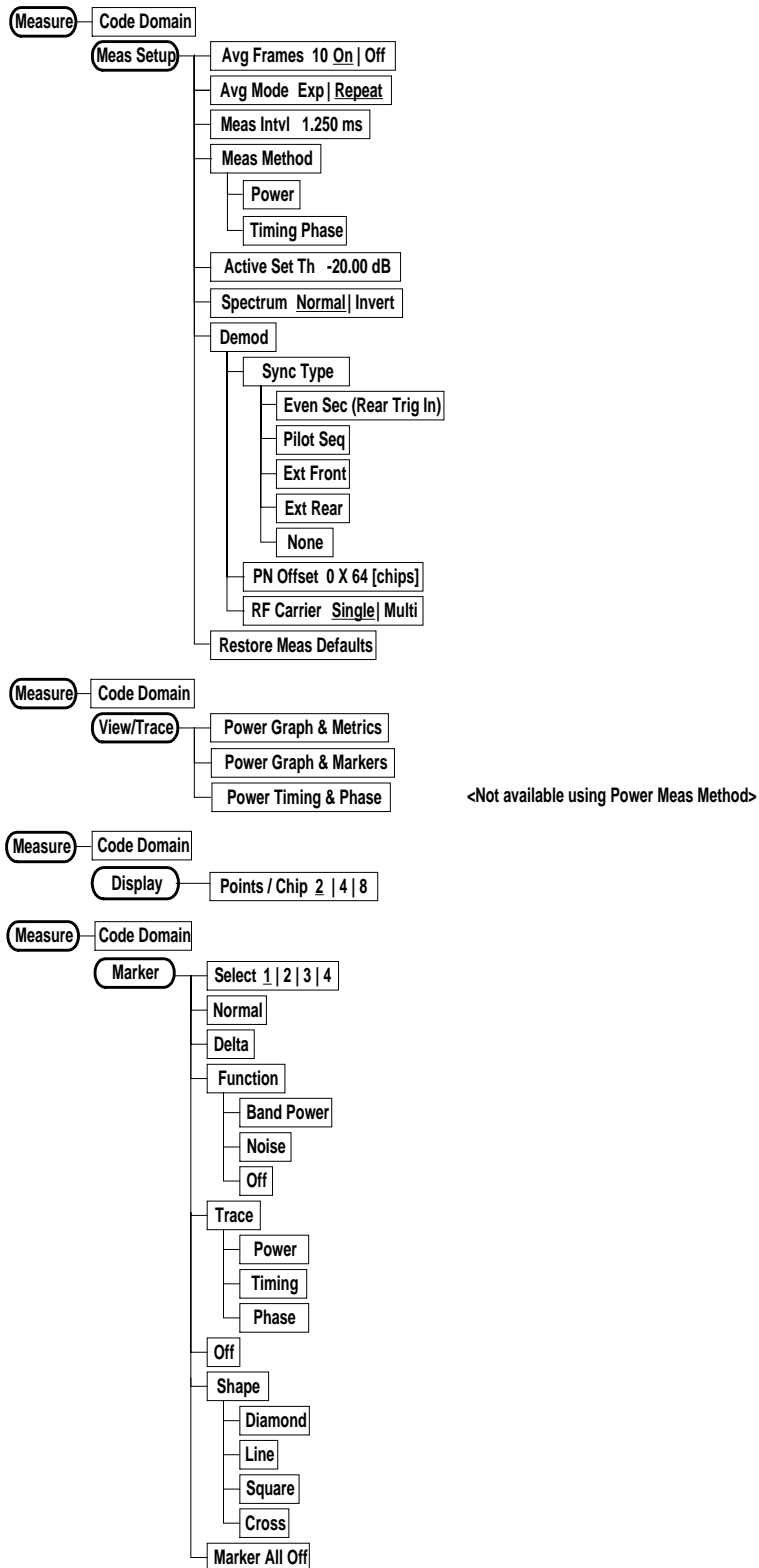 Measure Code Domain
Meas Setup Avg Frames 10 On | Off
Avg Mode Exp | Repeat
Meas Intvl 1.250 ms
Meas Method
Power
Timing Phase
Active Set Th -20.00 dB
Spectrum Normal | Invert
Demod
Sync Type
Even Sec (Rear Trig In)
Pilot Seq
Ext Front
Ext Rear
None
PN Offset 0 X 64 [chips]
RF Carrier Single | Multi
Restore Meas Defaults
Measure Code Domain
View/Trace Power Graph & Metrics
Power Graph & Markers
Power Timing & Phase <Not available using Power Meas Method>
Measure Code Domain
Display Points / Chip 2 | 4 | 8
Measure Code Domain
Marker Select 1 | 2 | 3 | 4
Normal
Delta
Function
Band Power
Noise
Off
Trace
Power
Timing
Phase
Off
Shape
Diamond
Line
Square
Cross
Marker All Off